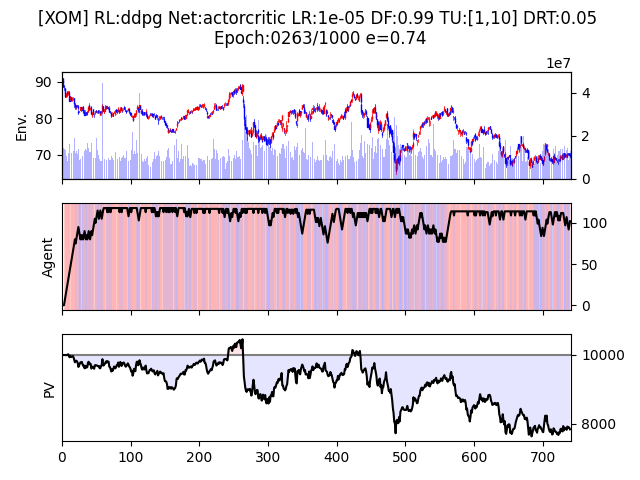 [XOM] RL:ddpg Net:actorcritic LR:1e-05 DF:0.99 TU:[1,10] DRT:0.05
Epoch:0263/1000 e=0.74
1e7
90
80
70
Env.
4
2
0
Agent
100
50
0
PV
10000
8000
0 100 200 300 400 500 600 700